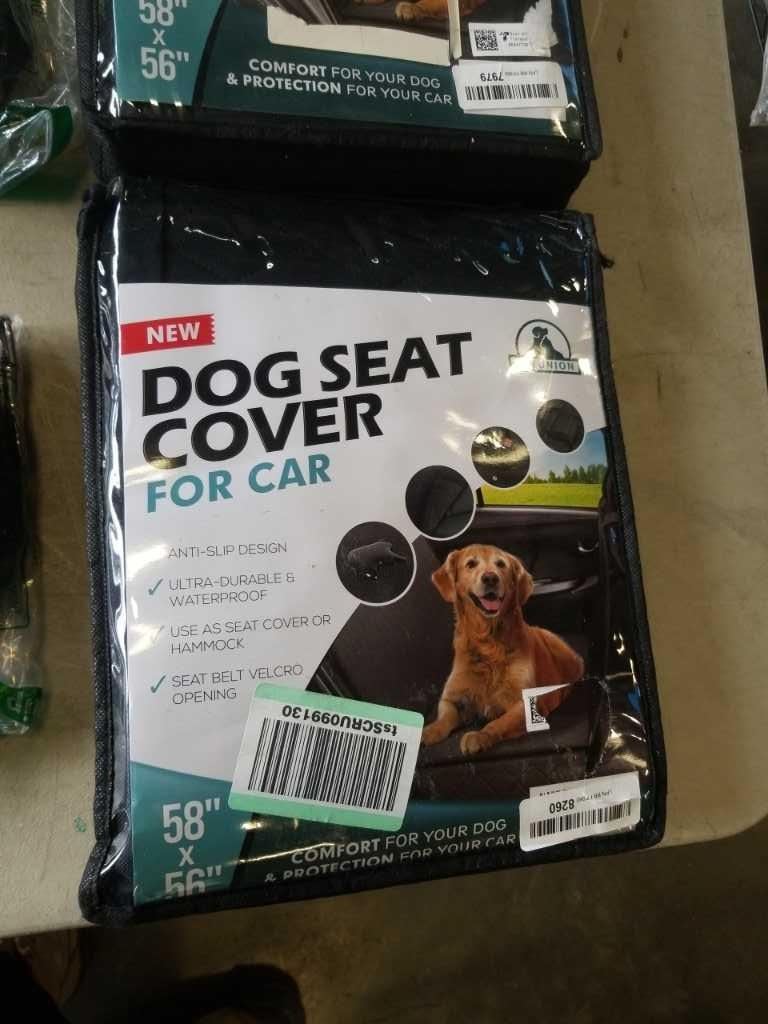 58"
X
56"
COMFORT FOR YOUR DOG
& PROTECTION FOR YOUR CAR
7979
NEW
DOG SEAT
COVER
FOR CAR
UNION
ANTI-SLIP DESIGN
✓ ULTRA-DURABLE &
WATERPROOF
✓ USE AS SEAT COVER OR
HAMMOCK
✓ SEAT BELT VELCRO
OPENING
tsSCRU099130
8260
58"
X
56"
COMFORT FOR YOUR DOG
& PROTECTION FOR YOUR CAR